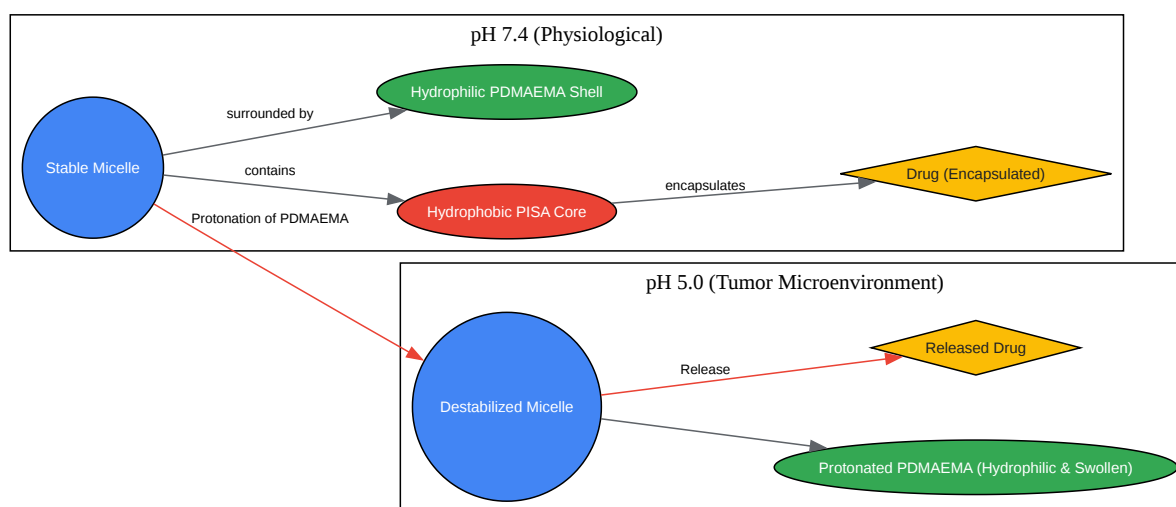 pH 7.4 (Physiological)
Hydrophilic PDMAEMA Shell
surrounded by
Stable Micelle
contains
Drug (Encapsulated)
encapsulates
Hydrophobic PISA Core
Protonation of PDMAEMA
pH 5.0 (Tumor Microenvironment)
Released Drug
Release
Destabilized Micelle
Protonated PDMAEMA (Hydrophilic & Swollen)